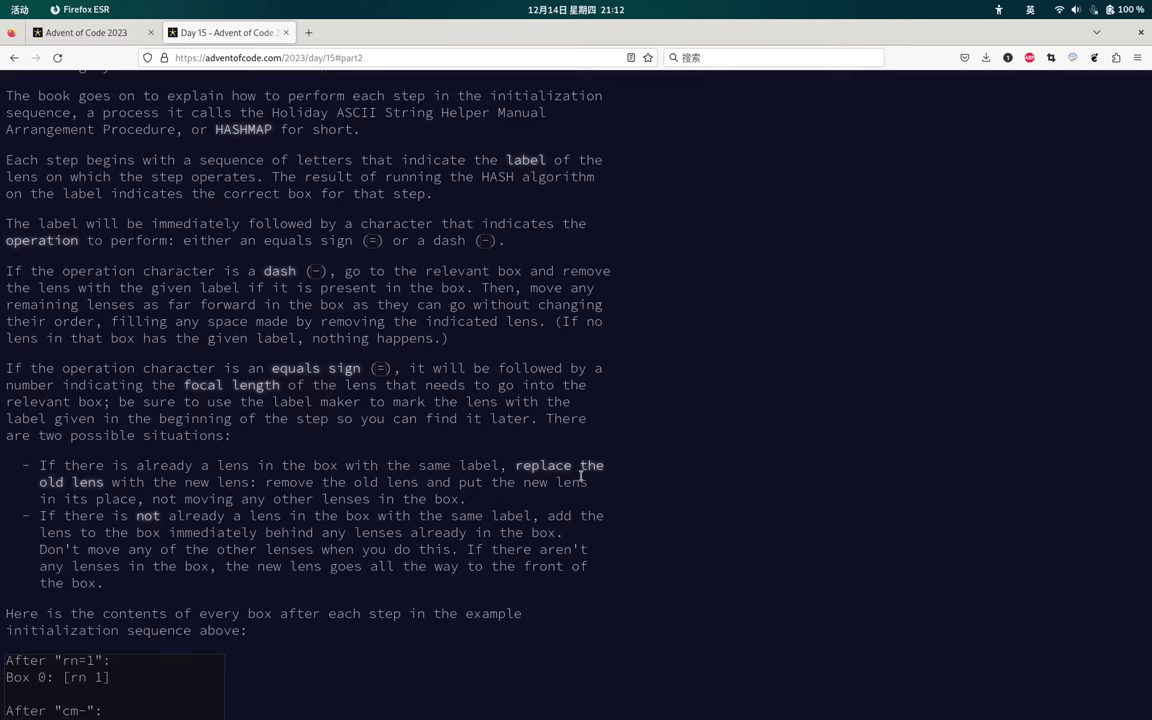 活动 Firefox ESR 12月14日 星期四 21:12 英 100 %
Advent of Code 2023 × Day 15 - Advent of Code 2 × +
https://adventofcode.com/2023/day/15#part2 搜索
The book goes on to explain how to perform each step in the initialization
sequence, a process it calls the Holiday ASCII String Helper Manual
Arrangement Procedure, or HASHMAP for short.
Each step begins with a sequence of letters that indicate the label of the
lens on which the step operates. The result of running the HASH algorithm
on the label indicates the correct box for that step.
The label will be immediately followed by a character that indicates the
operation to perform: either an equals sign (=) or a dash (-).
If the operation character is a dash (-), go to the relevant box and remove
the lens with the given label if it is present in the box. Then, move any
remaining lenses as far forward in the box as they can go without changing
their order, filling any space made by removing the indicated lens. (If no
lens in that box has the given label, nothing happens.)
If the operation character is an equals sign (=), it will be followed by a
number indicating the focal length of the lens that needs to go into the
relevant box; be sure to use the label maker to mark the lens with the
label given in the beginning of the step so you can find it later. There
are two possible situations:
- If there is already a lens in the box with the same label, replace the
old lens with the new lens: remove the old lens and put the new lens
in its place, not moving any other lenses in the box.
- If there is not already a lens in the box with the same label, add the
lens to the box immediately behind any lenses already in the box.
Don't move any of the other lenses when you do this. If there aren't
any lenses in the box, the new lens goes all the way to the front of
the box.
Here is the contents of every box after each step in the example
initialization sequence above:
After "rn=1":
Box 0: [rn 1]
After "cm-":